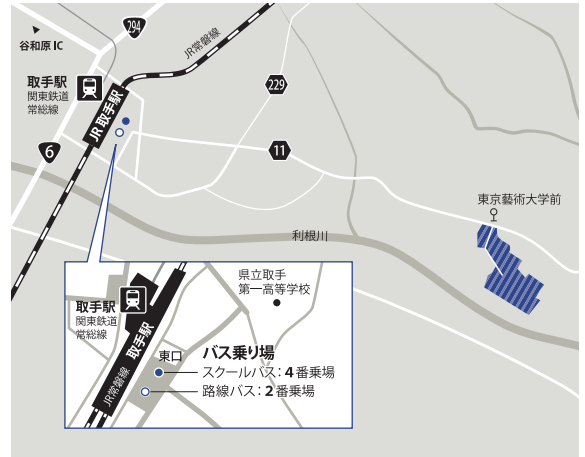 294
谷和原IC
JR常磐線
取手駅
関東鉄道
常総線
JR取手駅
229
6
11
東京藝術大学前
利根川
県立取手
第一高等学校
取手駅
関東鉄道
常総線
取手駅
JR常磐線
東口
バス乗り場
スクールバス：4番乗場
路線バス：2番乗場